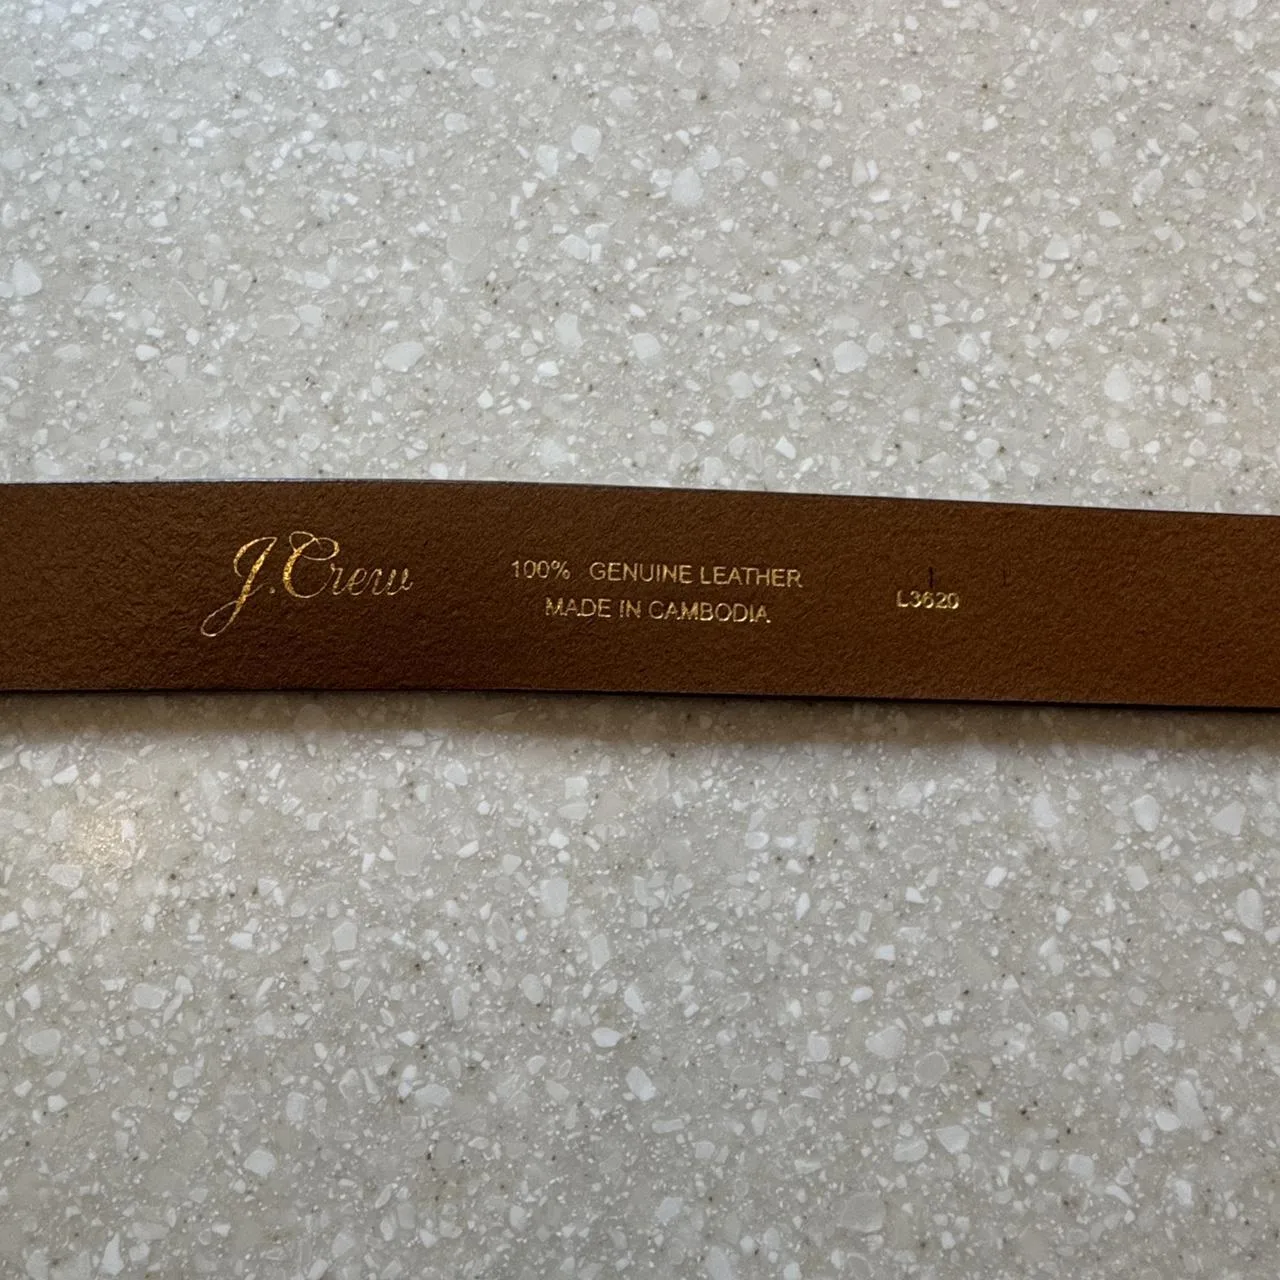 J.Crew
100% GENUINE LEATHER
MADE IN CAMBODIA
L3620